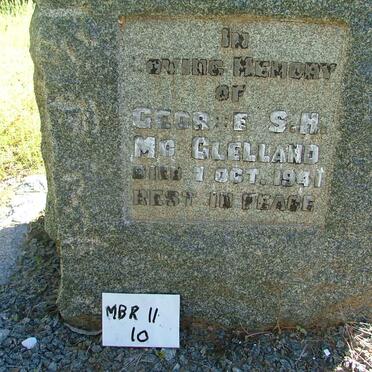 IN
LOVING MEMORY
OF
GEORGE S.H.
MC CLELLAND
DIED 1 OCT. 1941
REST IN PEACE
MBR 11
10